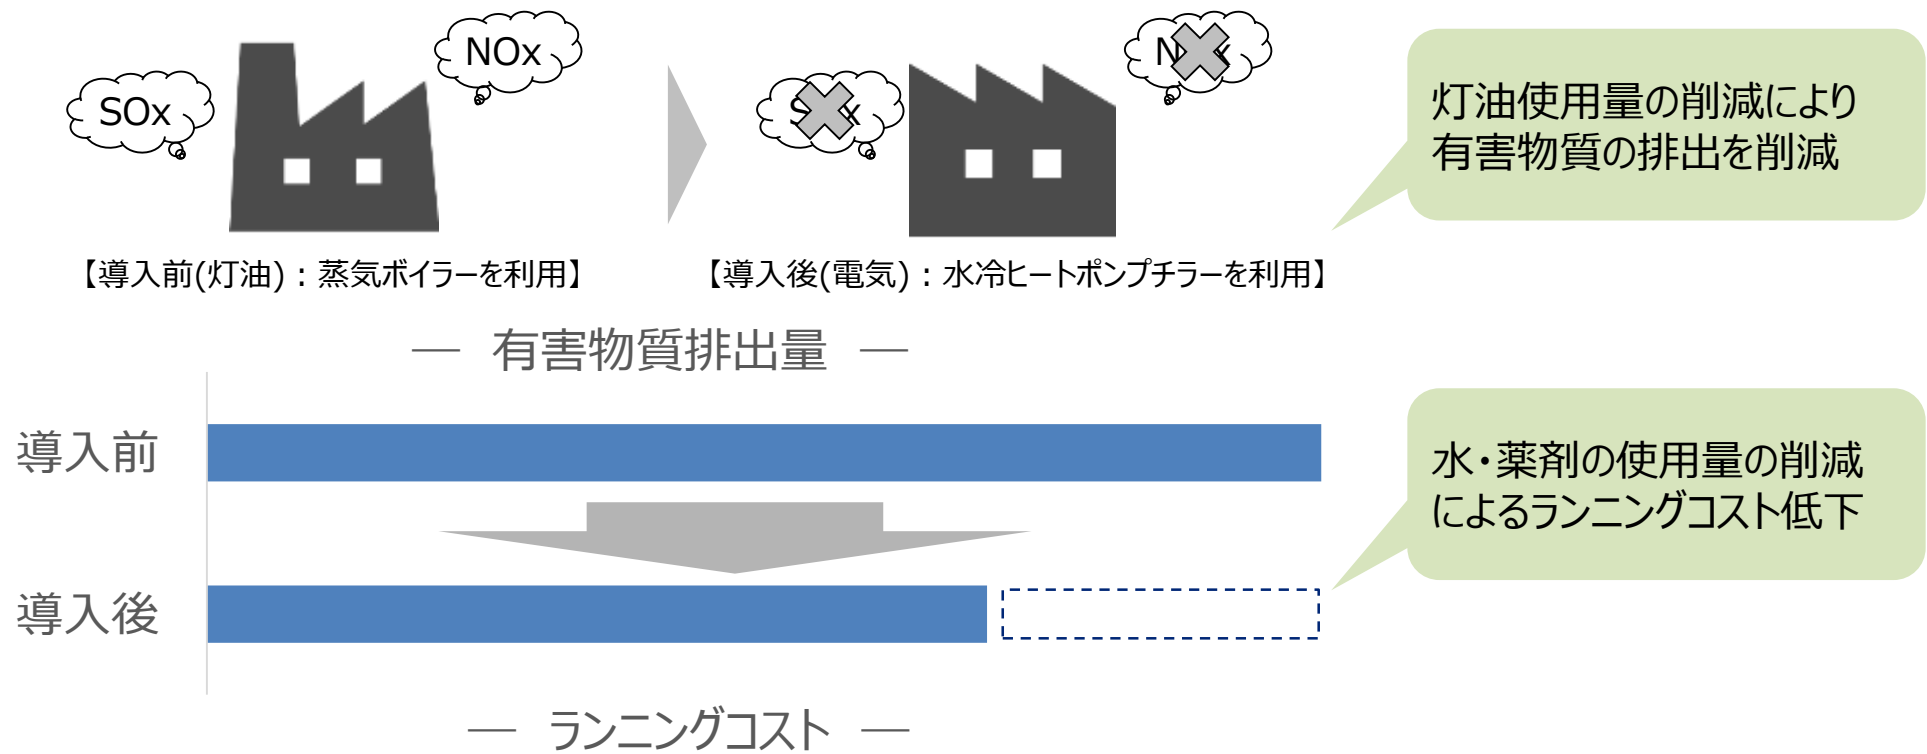 SOx
NOx
【導入前(灯油)：蒸気ボイラーを利用】
【導入後(電気)：水冷ヒートポンプチラーを利用】
灯油使用量の削減により
有害物質の排出を削減
― 有害物質排出量 ―
導入前
導入後
水・薬剤の使用量の削減
によるランニングコスト低下
― ランニングコスト ―